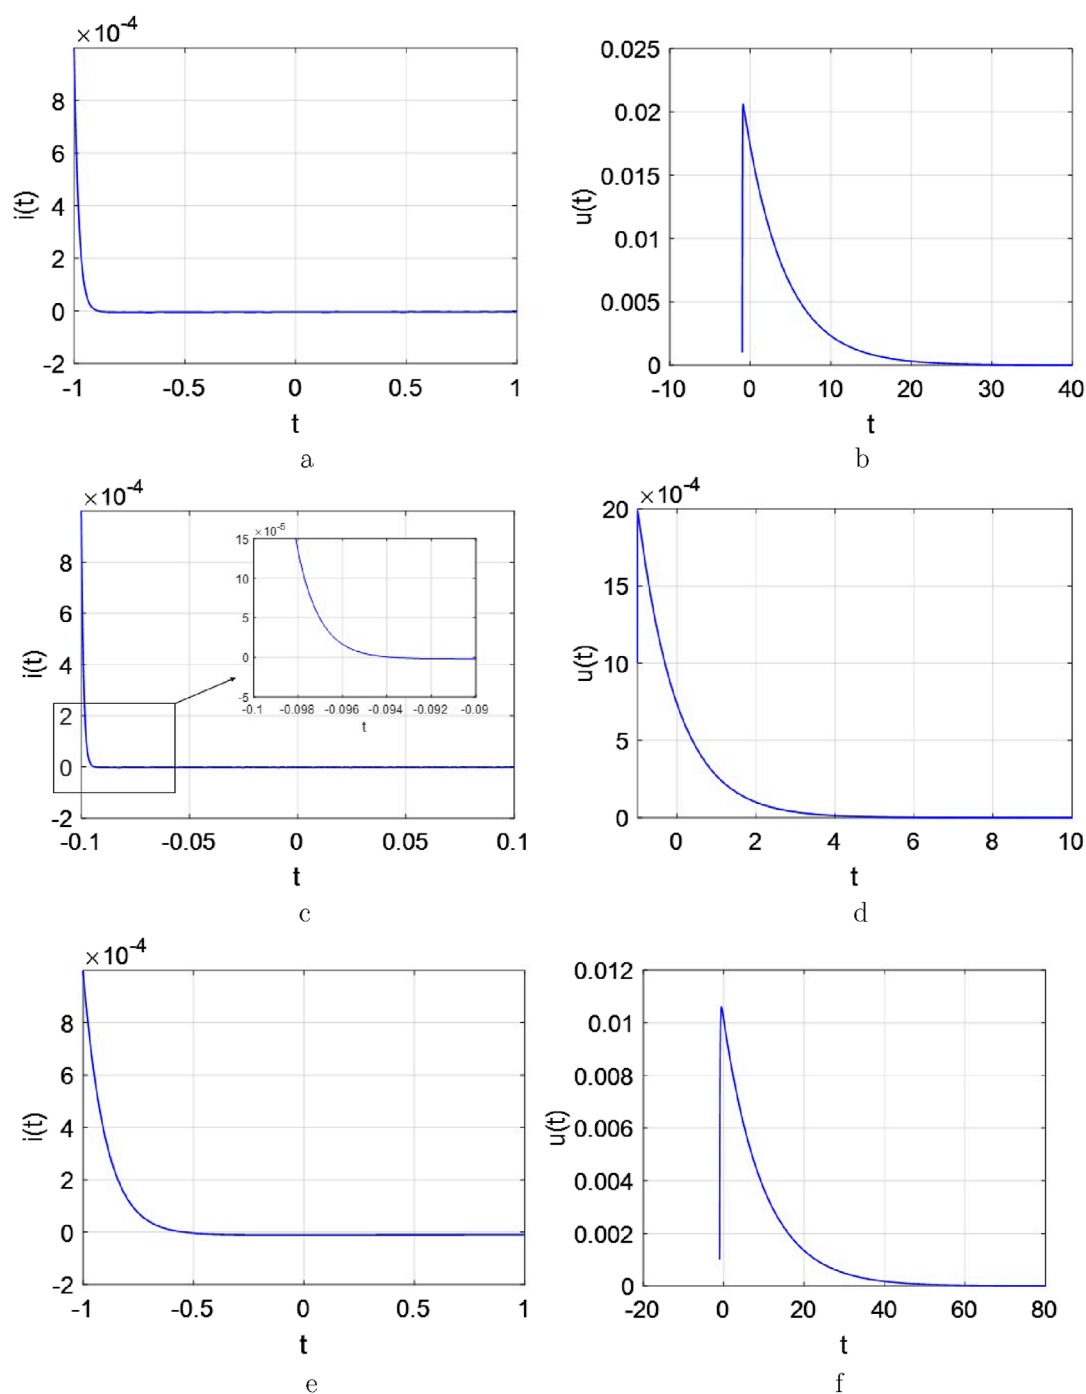 ×10-4
8
6
4
2
0
-2
i(t)
-1 -0.5 0 0.5 1
t
a
0.025
0.02
0.015
0.01
0.005
0
u(t)
-10 0 10 20 30 40
t
b
×10-4
8
6
4
2
0
-2
i(t)
-0.1 -0.05 0 0.05 0.1
t
×10-5
15
10
5
0
-5
-0.1 -0.098 -0.096 -0.094 -0.092 -0.09
t
c
×10-4
20
15
10
5
0
u(t)
0 2 4 6 8 10
t
d
×10-4
8
6
4
2
0
-2
i(t)
-1 -0.5 0 0.5 1
t
e
0.012
0.01
0.008
0.006
0.004
0.002
0
u(t)
-20 0 20 40 60 80
t
f